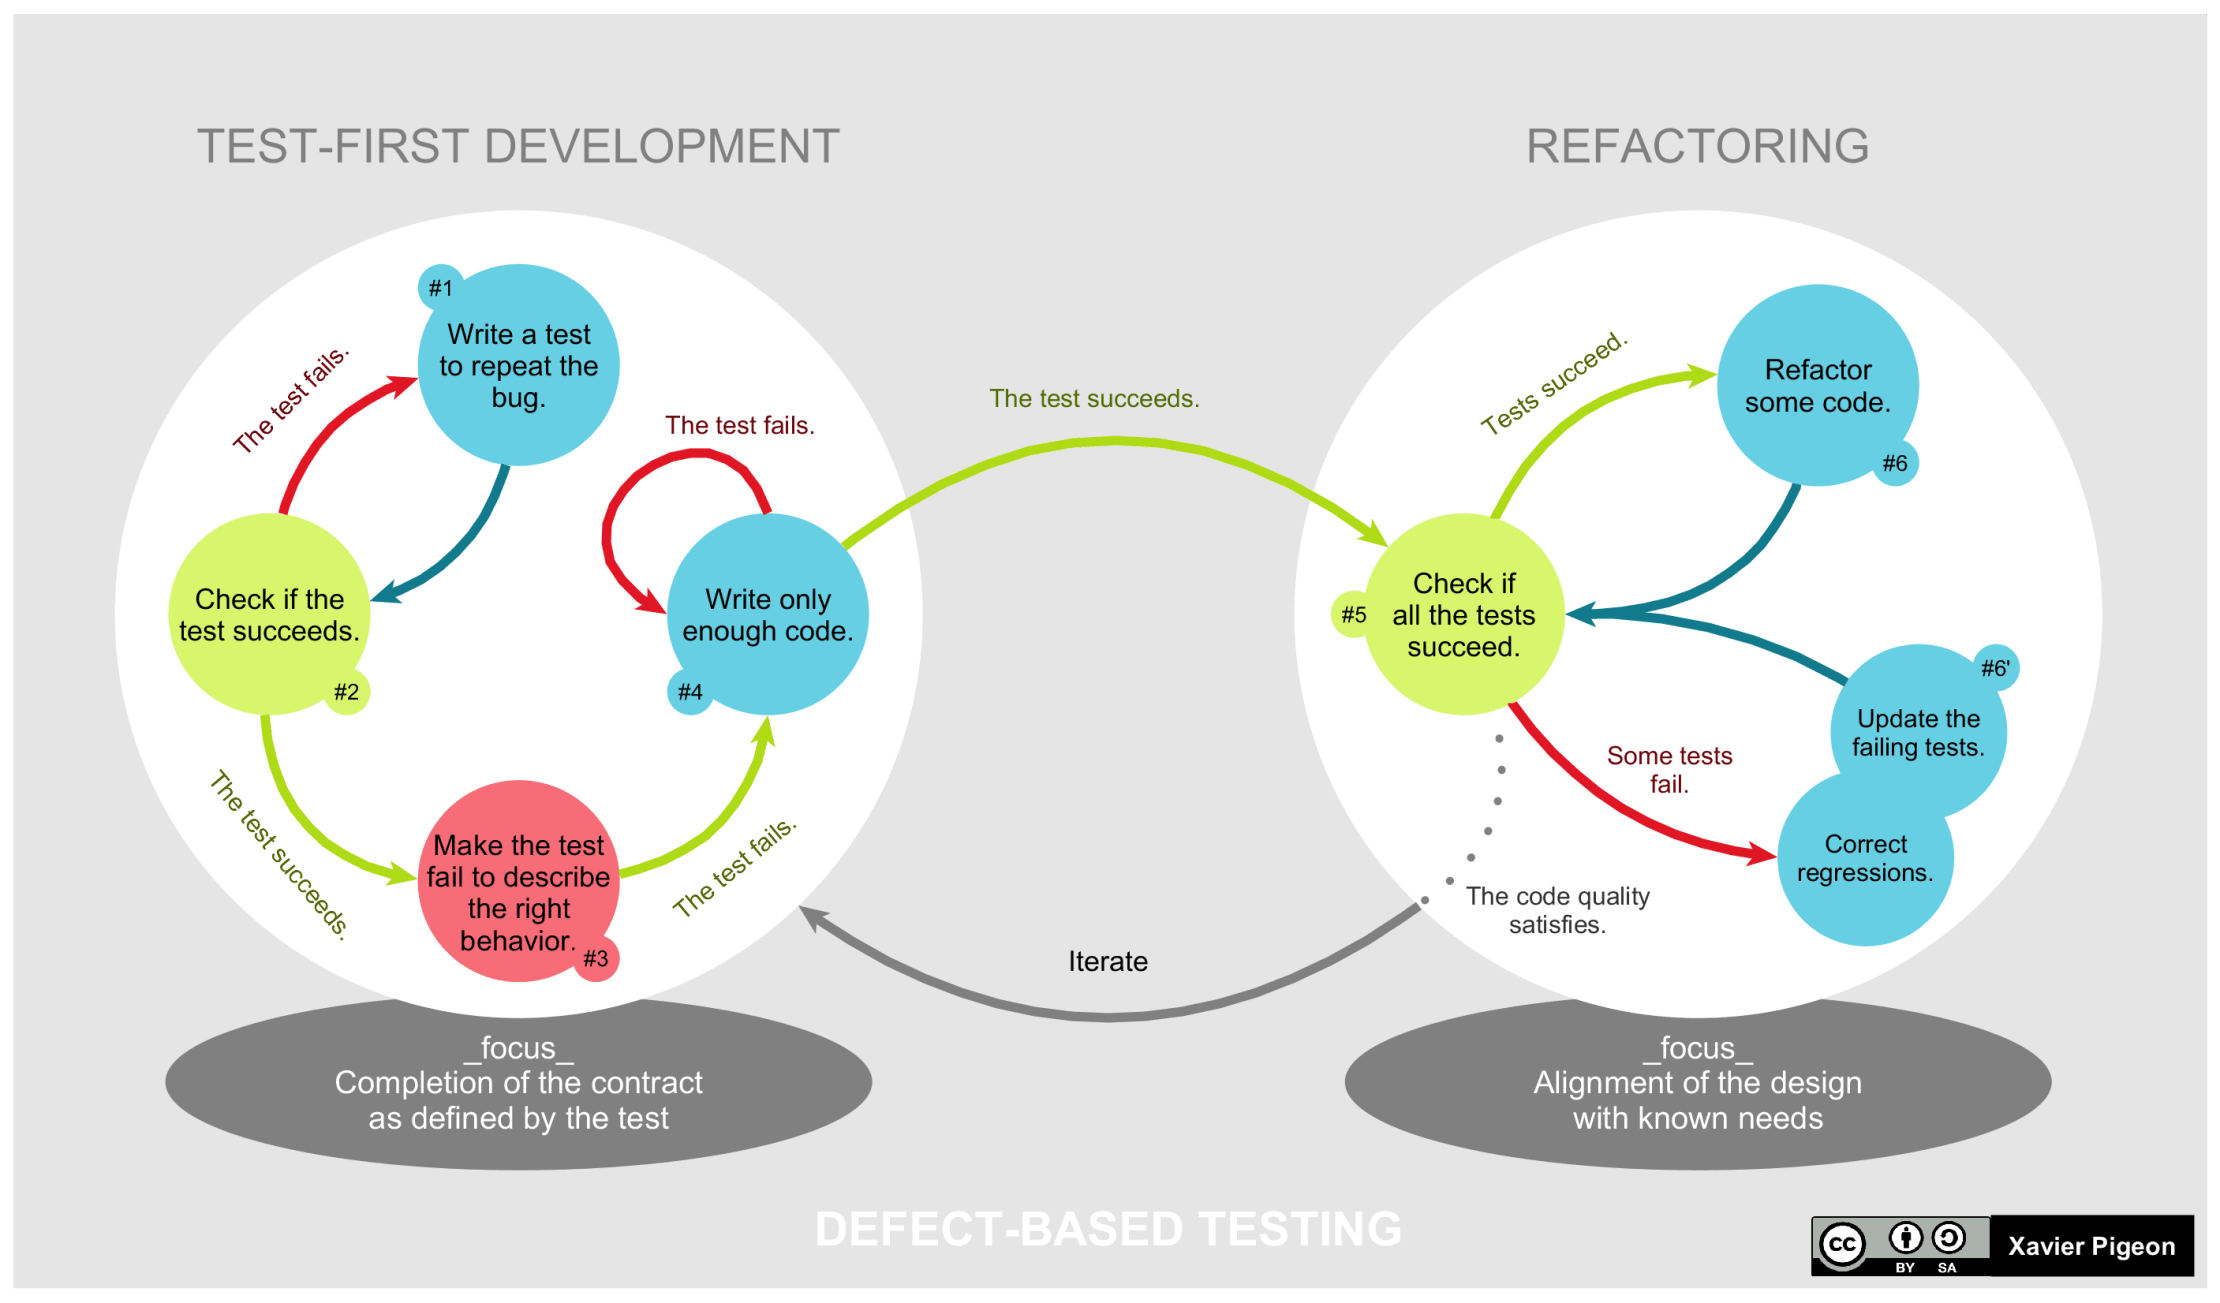 TEST-FIRST DEVELOPMENT
REFACTORING
#1
Write a test
to repeat the
bug.
The test fails.
Check if the
test succeeds.
#2
The test succeeds.
Make the test
fail to describe
the right
behavior.
#3
The test fails.
The test fails.
Write only
enough code.
#4
The test succeeds.
Check if
all the tests
succeed.
#5
Tests succeed.
Refactor
some code.
#6
Some tests
fail.
#6'
Update the
failing tests.
Correct
regressions.
The code quality
satisfies.
Iterate
_focus_
Completion of the contract
as defined by the test
_focus_
Alignment of the design
with known needs
DEFECT-BASED TESTING
CC
BY SA
Xavier Pigeon